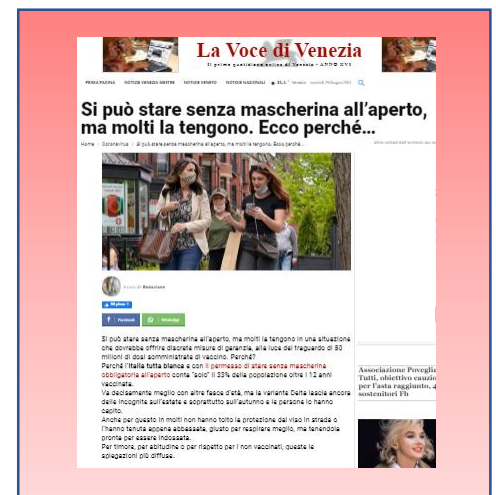 La Voce di Venezia
Il primo quotidiano online di Venezia - ANNO XVI
PRIMA PAGINA NOTIZIE VENEZIA MESTRE NOTIZIE VENETO NOTIZIE NAZIONALI
Si può stare senza mascherina all'aperto,
ma molti la tengono. Ecco perché...
Home Coronavirus Si può stare senza mascherina all'aperto, ma molti la tengono. Ecco perché...
a cura di Redazione
Mi piace 1
Facebook WhatsApp
Si può stare senza mascherina all'aperto, ma molti la tengono in una situazione
che dovrebbe offrire discrete misure di garanzia, alla luce del traguardo di 50
milioni di dosi somministrate di vaccino. Perché?
Perché l'Italia tutta bianca e con il permesso di stare senza mascherina
obbligatoria all'aperto conta "solo" il 33% della popolazione oltre i 12 anni
vaccinata.
Va decisamente meglio con altre fasce d'età, ma la variante Delta lascia ancora
delle incognite sull'estate e soprattutto sull'autunno e le persone lo hanno
capito.
Anche per questo in molti non hanno tolto la protezione dal viso in strada o
l'hanno tenuta appena abbassata, giusto per respirare meglio, ma tenendola
pronta per essere indossata.
Per timore, per abitudine o per rispetto per i non vaccinati, queste le
spiegazioni più diffuse.
Associazione Poveglia
Tutti, obiettivo
per l'asta raggiunto,
sostenitori Fb